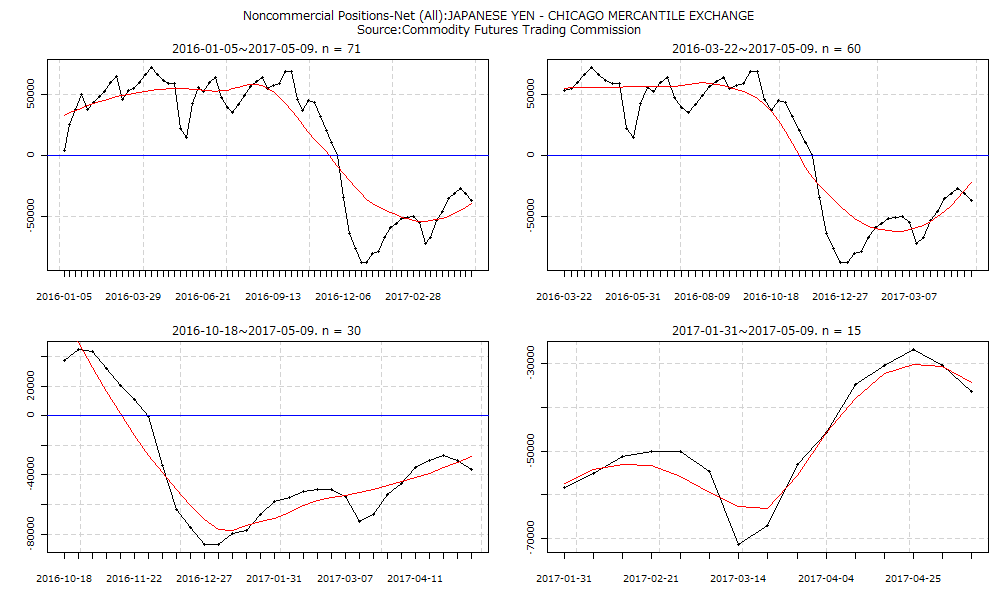 Noncommercial Positions-Net (All):JAPANESE YEN - CHICAGO MERCANTILE EXCHANGE
Source:Commodity Futures Trading Commission
2016-01-05~2017-05-09. n = 71
50000
0
-50000
2016-01-05 2016-03-29 2016-06-21 2016-09-13 2016-12-06 2017-02-28
2016-03-22~2017-05-09. n = 60
50000
0
-50000
2016-03-22 2016-05-31 2016-08-09 2016-10-18 2016-12-27 2017-03-07
2016-10-18~2017-05-09. n = 30
20000
0
-40000
-80000
2016-10-18 2016-11-22 2016-12-27 2017-01-31 2017-03-07 2017-04-11
2017-01-31~2017-05-09. n = 15
-30000
-50000
-70000
2017-01-31 2017-02-21 2017-03-14 2017-04-04 2017-04-25